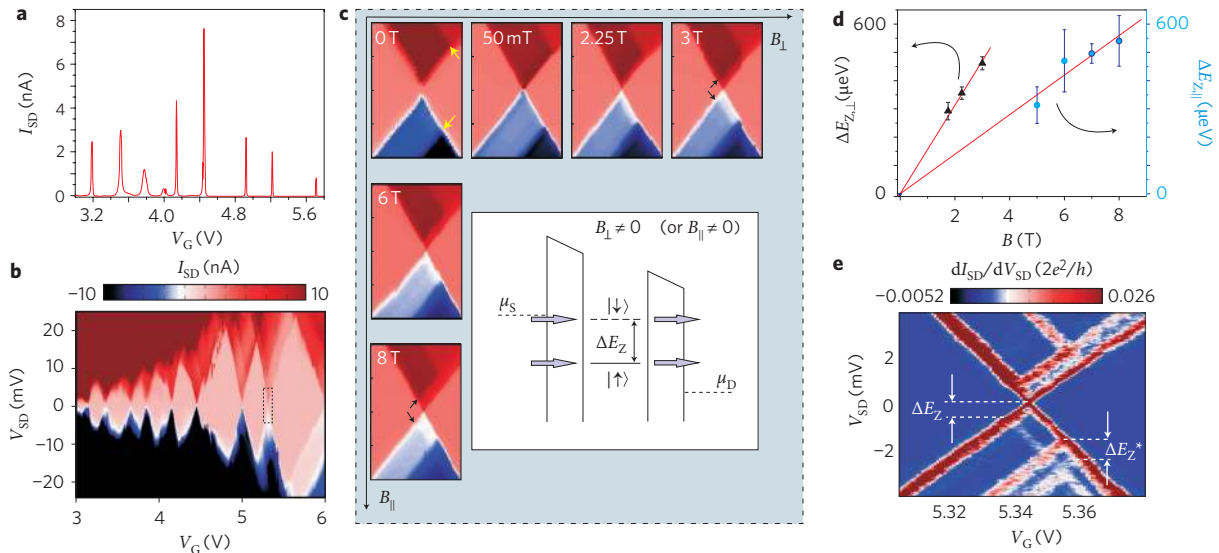 a
8
6
4
2
0
I_SD (nA)
3.2
4.0
4.8
5.6
V_G (V)
b
I_SD (nA)
−10
10
20
10
0
−10
−20
V_SD (mV)
3
4
5
6
V_G (V)
c
B_⊥
0 T
50 mT
2.25 T
3 T
6 T
8 T
B_||
B_⊥ ≠ 0 (or B_|| ≠ 0)
μ_S
|↓⟩
ΔE_Z
|↑⟩
μ_D
d
600
0
ΔE_Z,⊥ (μeV)
600
0
ΔE_Z,|| (μeV)
2
4
6
8
B (T)
e
dI_SD/dV_SD (2e²/h)
−0.0052
0.026
2
0
−2
V_SD (mV)
ΔE_Z
ΔE_Z*
5.32
5.34
5.36
V_G (V)